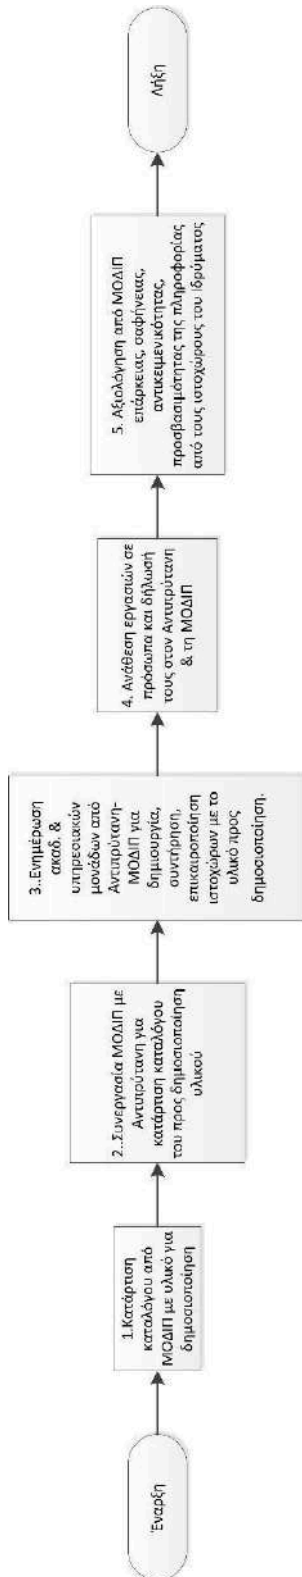 Έναρξη
1.Κατάρτιση
καταλόγου από
ΜΟΔΙΠ με υλικό για
δημοσιοποίηση
2..Συνεργασία ΜΟΔΙΠ με
Αντιπρύτανη για
κατάρτιση καταλόγου
του προς δημοσιοποίηση
υλικού
3..Ενημέρωση
ακαδ. &
υπηρεσιακών
μονάδων από
Αντιπρύτανη-
ΜΟΔΙΠ για
δημιουργία,
συντήρηση,
επικαιροποίηση
ιστοχώρων με το
υλικό προς
δημοσιοποίηση.
4. Ανάθεση εργασιών σε
πρόσωπα και δήλωσή
τους στον Αντιπρύτανη
& τη ΜΟΔΙΠ
5. Αξιολόγηση από ΜΟΔΙΠ
επάρκειας, σαφήνειας,
αντικειμενικότητας,
προσβασιμότητας της πληροφορίας
από τους ιστοχώρους του Ιδρύματος
Λήξη